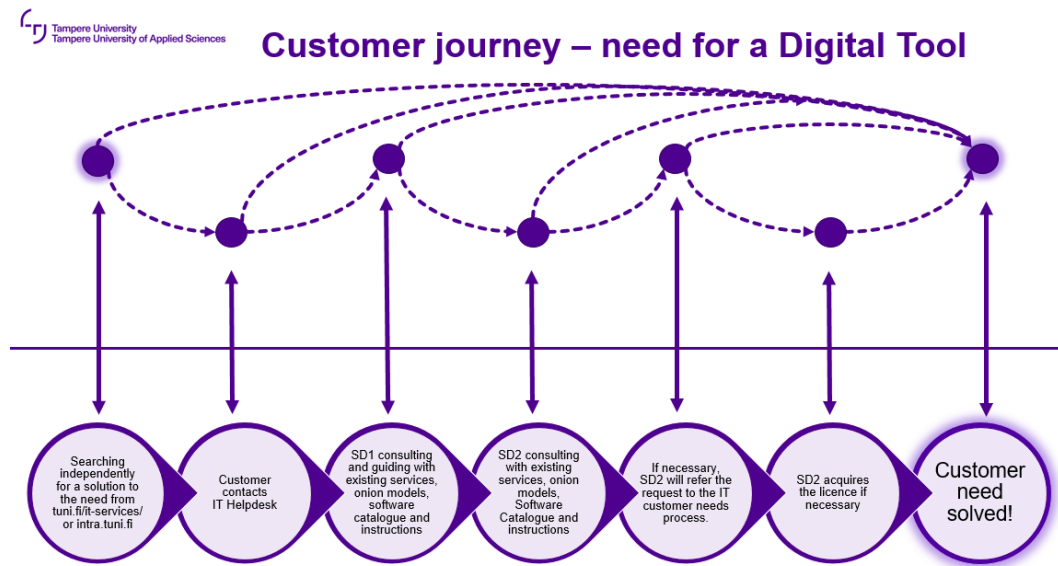 Tampere University
Tampere University of Applied Sciences
Customer journey – need for a Digital Tool
Searching
independently
for a solution to
the need from
tuni.fi/it-services/
or intra.tuni.fi
Customer
contacts
IT Helpdesk
SD1 consulting
and guiding with
existing services,
onion models,
software
catalogue and
instructions
SD2 consulting
with existing
services, onion
models,
Software
Catalogue and
instructions
If necessary,
SD2 will refer the
request to the IT
customer needs
process.
SD2 acquires
the licence if
necessary
Customer
need
solved!